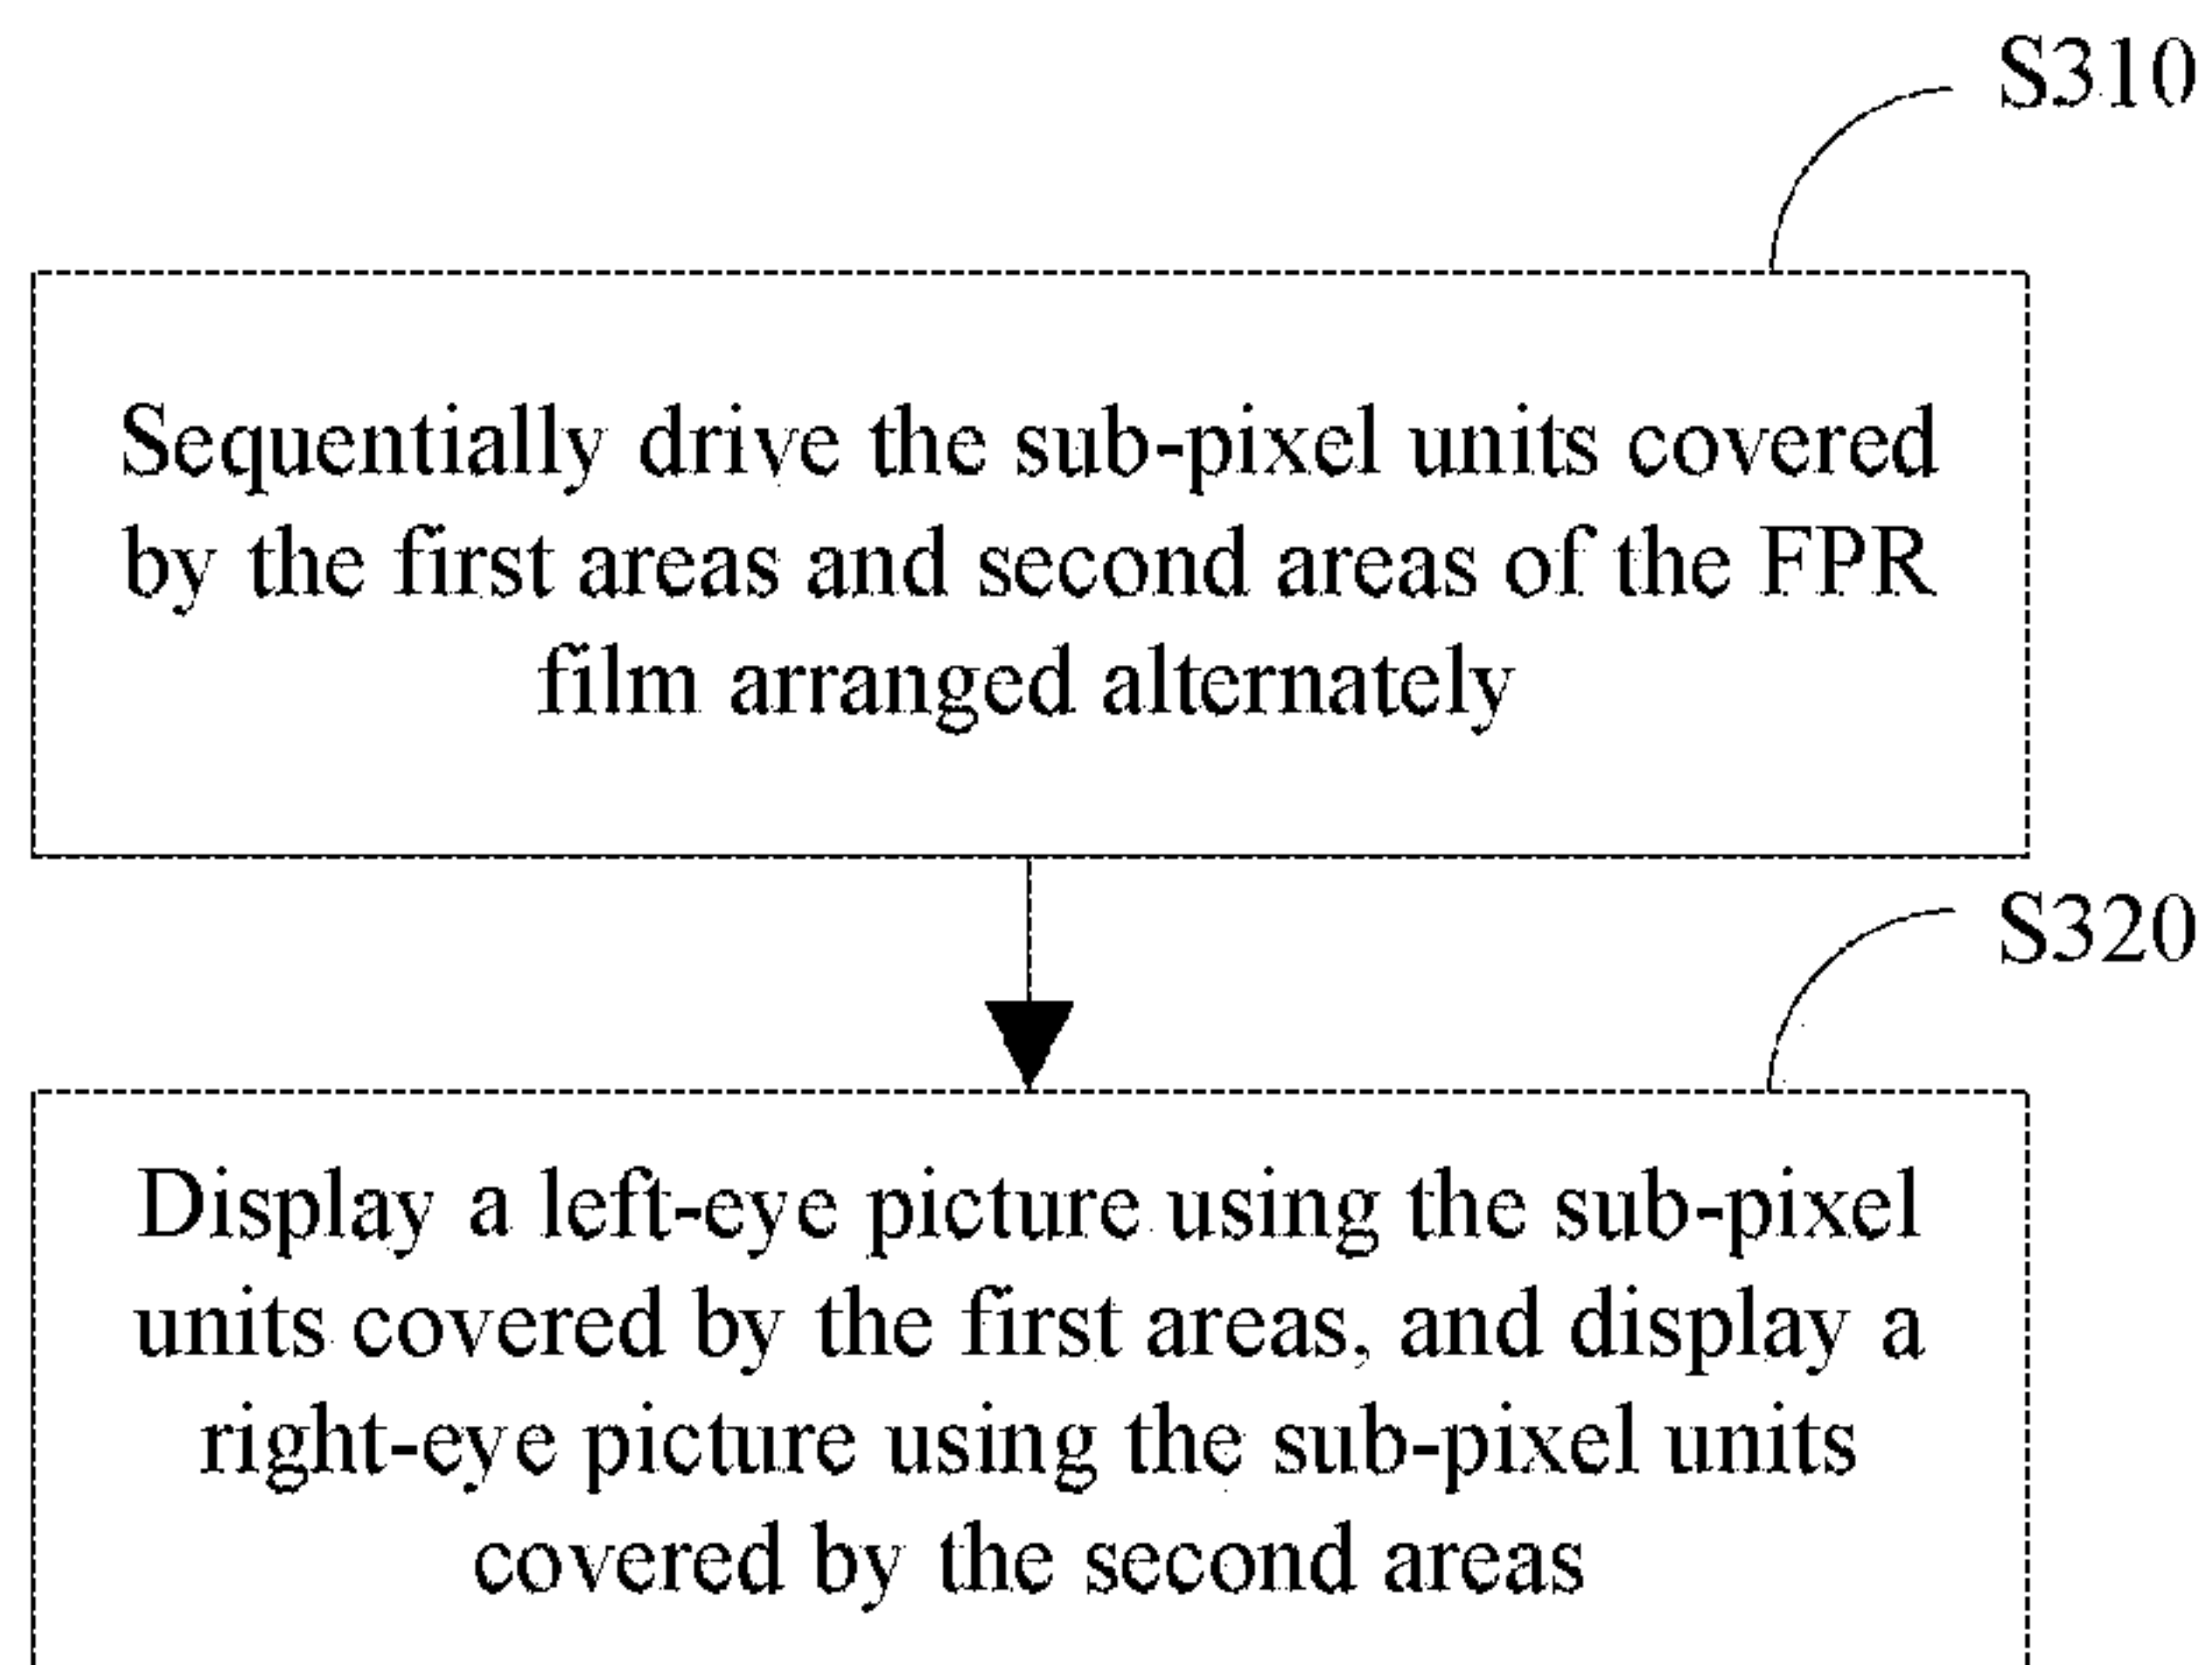 S310
Sequentially drive the sub-pixel units covered
by the first areas and second areas of the FPR
film arranged alternately
S320
Display a left-eye picture using the sub-pixel
units covered by the first areas, and display a
right-eye picture using the sub-pixel units
covered by the second areas